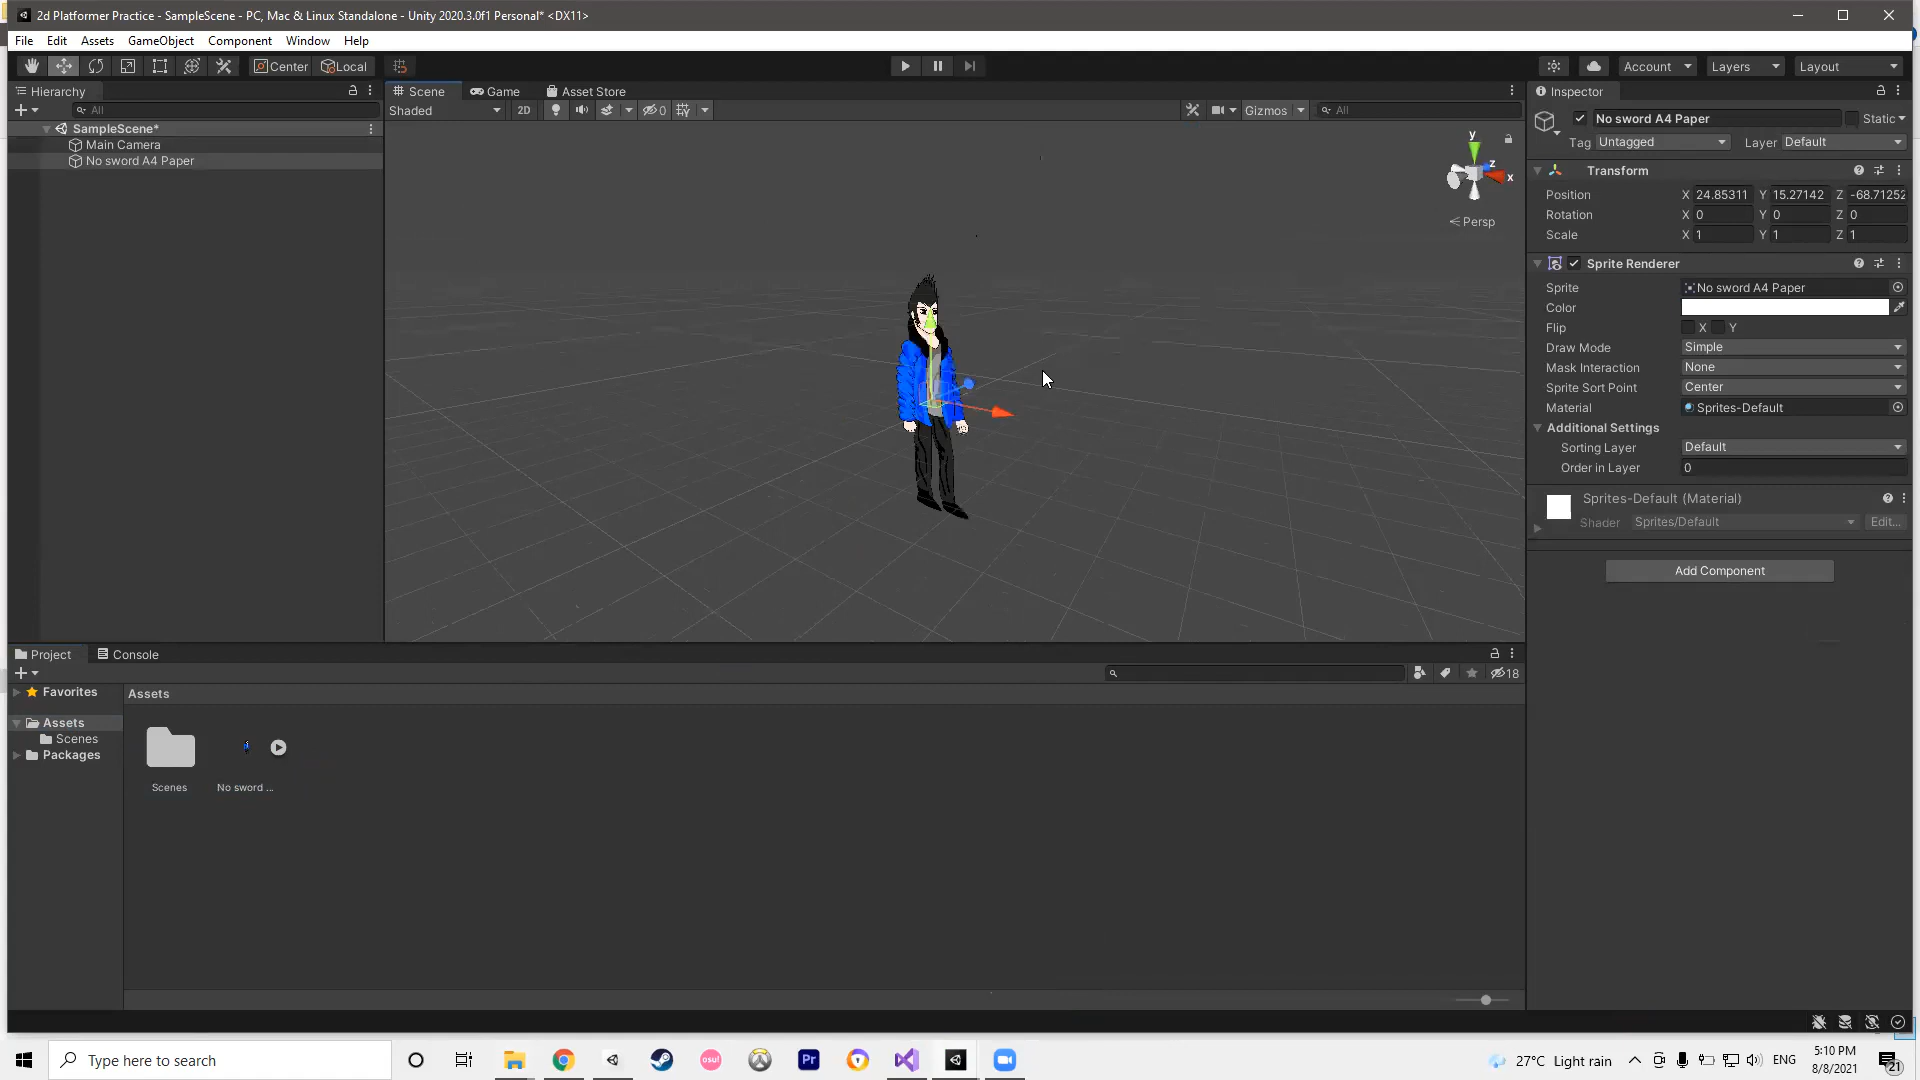 2d Platformer Practice - SampleScene - PC, Mac & Linux Standalone - Unity 2020.3.0f1 Personal* <DX11>
File Edit Assets GameObject Component Window Help
Center Local Account Layers Layout
Hierarchy
All
SampleScene*
Main Camera
No sword A4 Paper
Scene Game Asset Store
Shaded 2D 0 Gizmos All
y
z
x
Persp
Inspector
No sword A4 Paper Static
Tag Untagged Layer Default
Transform
Position X 24.85311 Y 15.27142 Z -68.71252
Rotation X 0 Y 0 Z 0
Scale X 1 Y 1 Z 1
Sprite Renderer
Sprite No sword A4 Paper
Color
Flip X Y
Draw Mode Simple
Mask Interaction None
Sprite Sort Point Center
Material Sprites-Default
Additional Settings
Sorting Layer Default
Order in Layer 0
Sprites-Default (Material)
Shader Sprites/Default Edit...
Add Component
Project Console
18
Favorites
Assets
Scenes
Packages
Assets
Scenes No sword ...
Type here to search
osu!
Pr
27°C Light rain
ENG
5:10 PM
8/8/2021
21